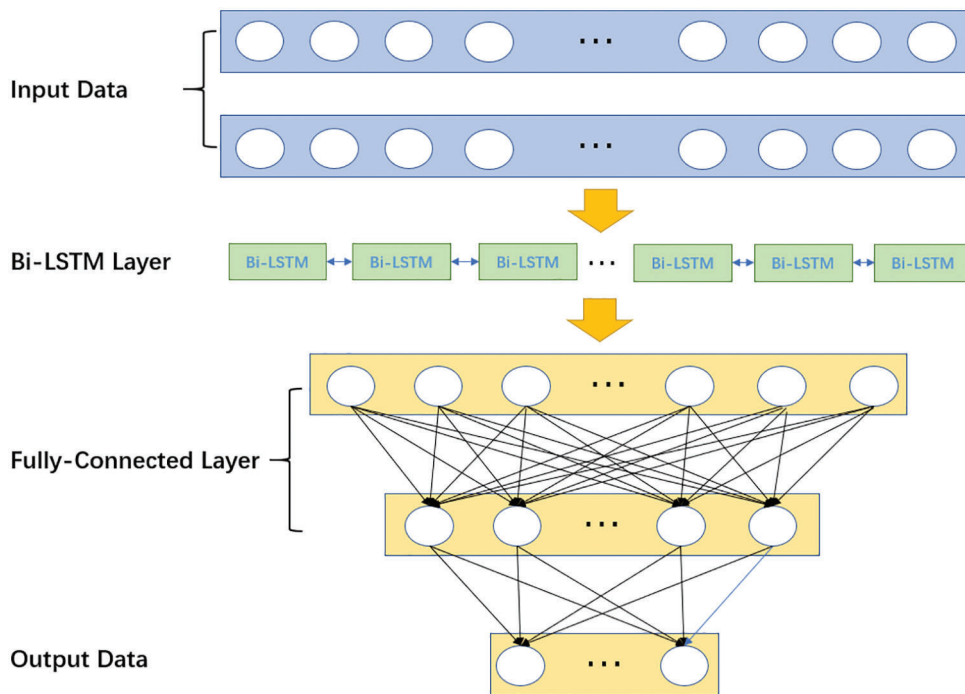 Input Data
...
...
Bi-LSTM Layer
Bi-LSTM Bi-LSTM Bi-LSTM ... Bi-LSTM Bi-LSTM Bi-LSTM
...
Fully-Connected Layer
...
Output Data
...